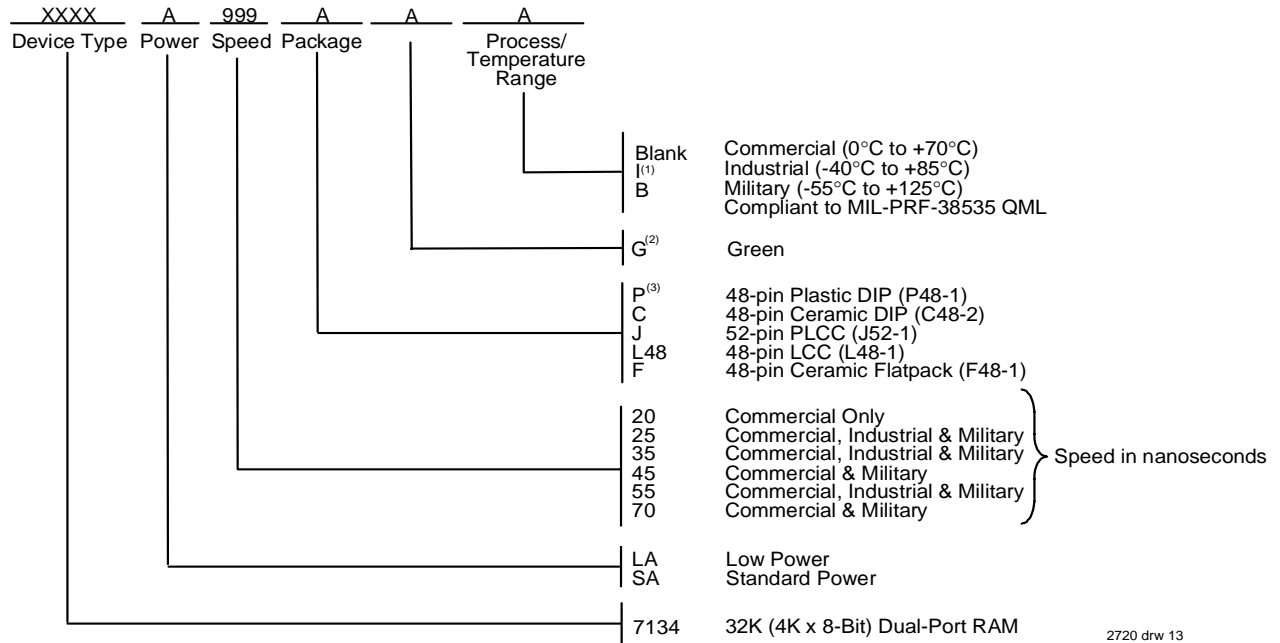 XXXX A 999 A A A
Device Type Power Speed Package Process/
Temperature
Range
Blank Commercial (0°C to +70°C)
I(1) Industrial (-40°C to +85°C)
B Military (-55°C to +125°C)
Compliant to MIL-PRF-38535 QML
G(2) Green
P(3) 48-pin Plastic DIP (P48-1)
C 48-pin Ceramic DIP (C48-2)
J 52-pin PLCC (J52-1)
L48 48-pin LCC (L48-1)
F 48-pin Ceramic Flatpack (F48-1)
20 Commercial Only
25 Commercial, Industrial & Military
35 Commercial, Industrial & Military
45 Commercial & Military
55 Commercial, Industrial & Military
70 Commercial & Military
Speed in nanoseconds
LA Low Power
SA Standard Power
7134 32K (4K x 8-Bit) Dual-Port RAM
2720 drw 13